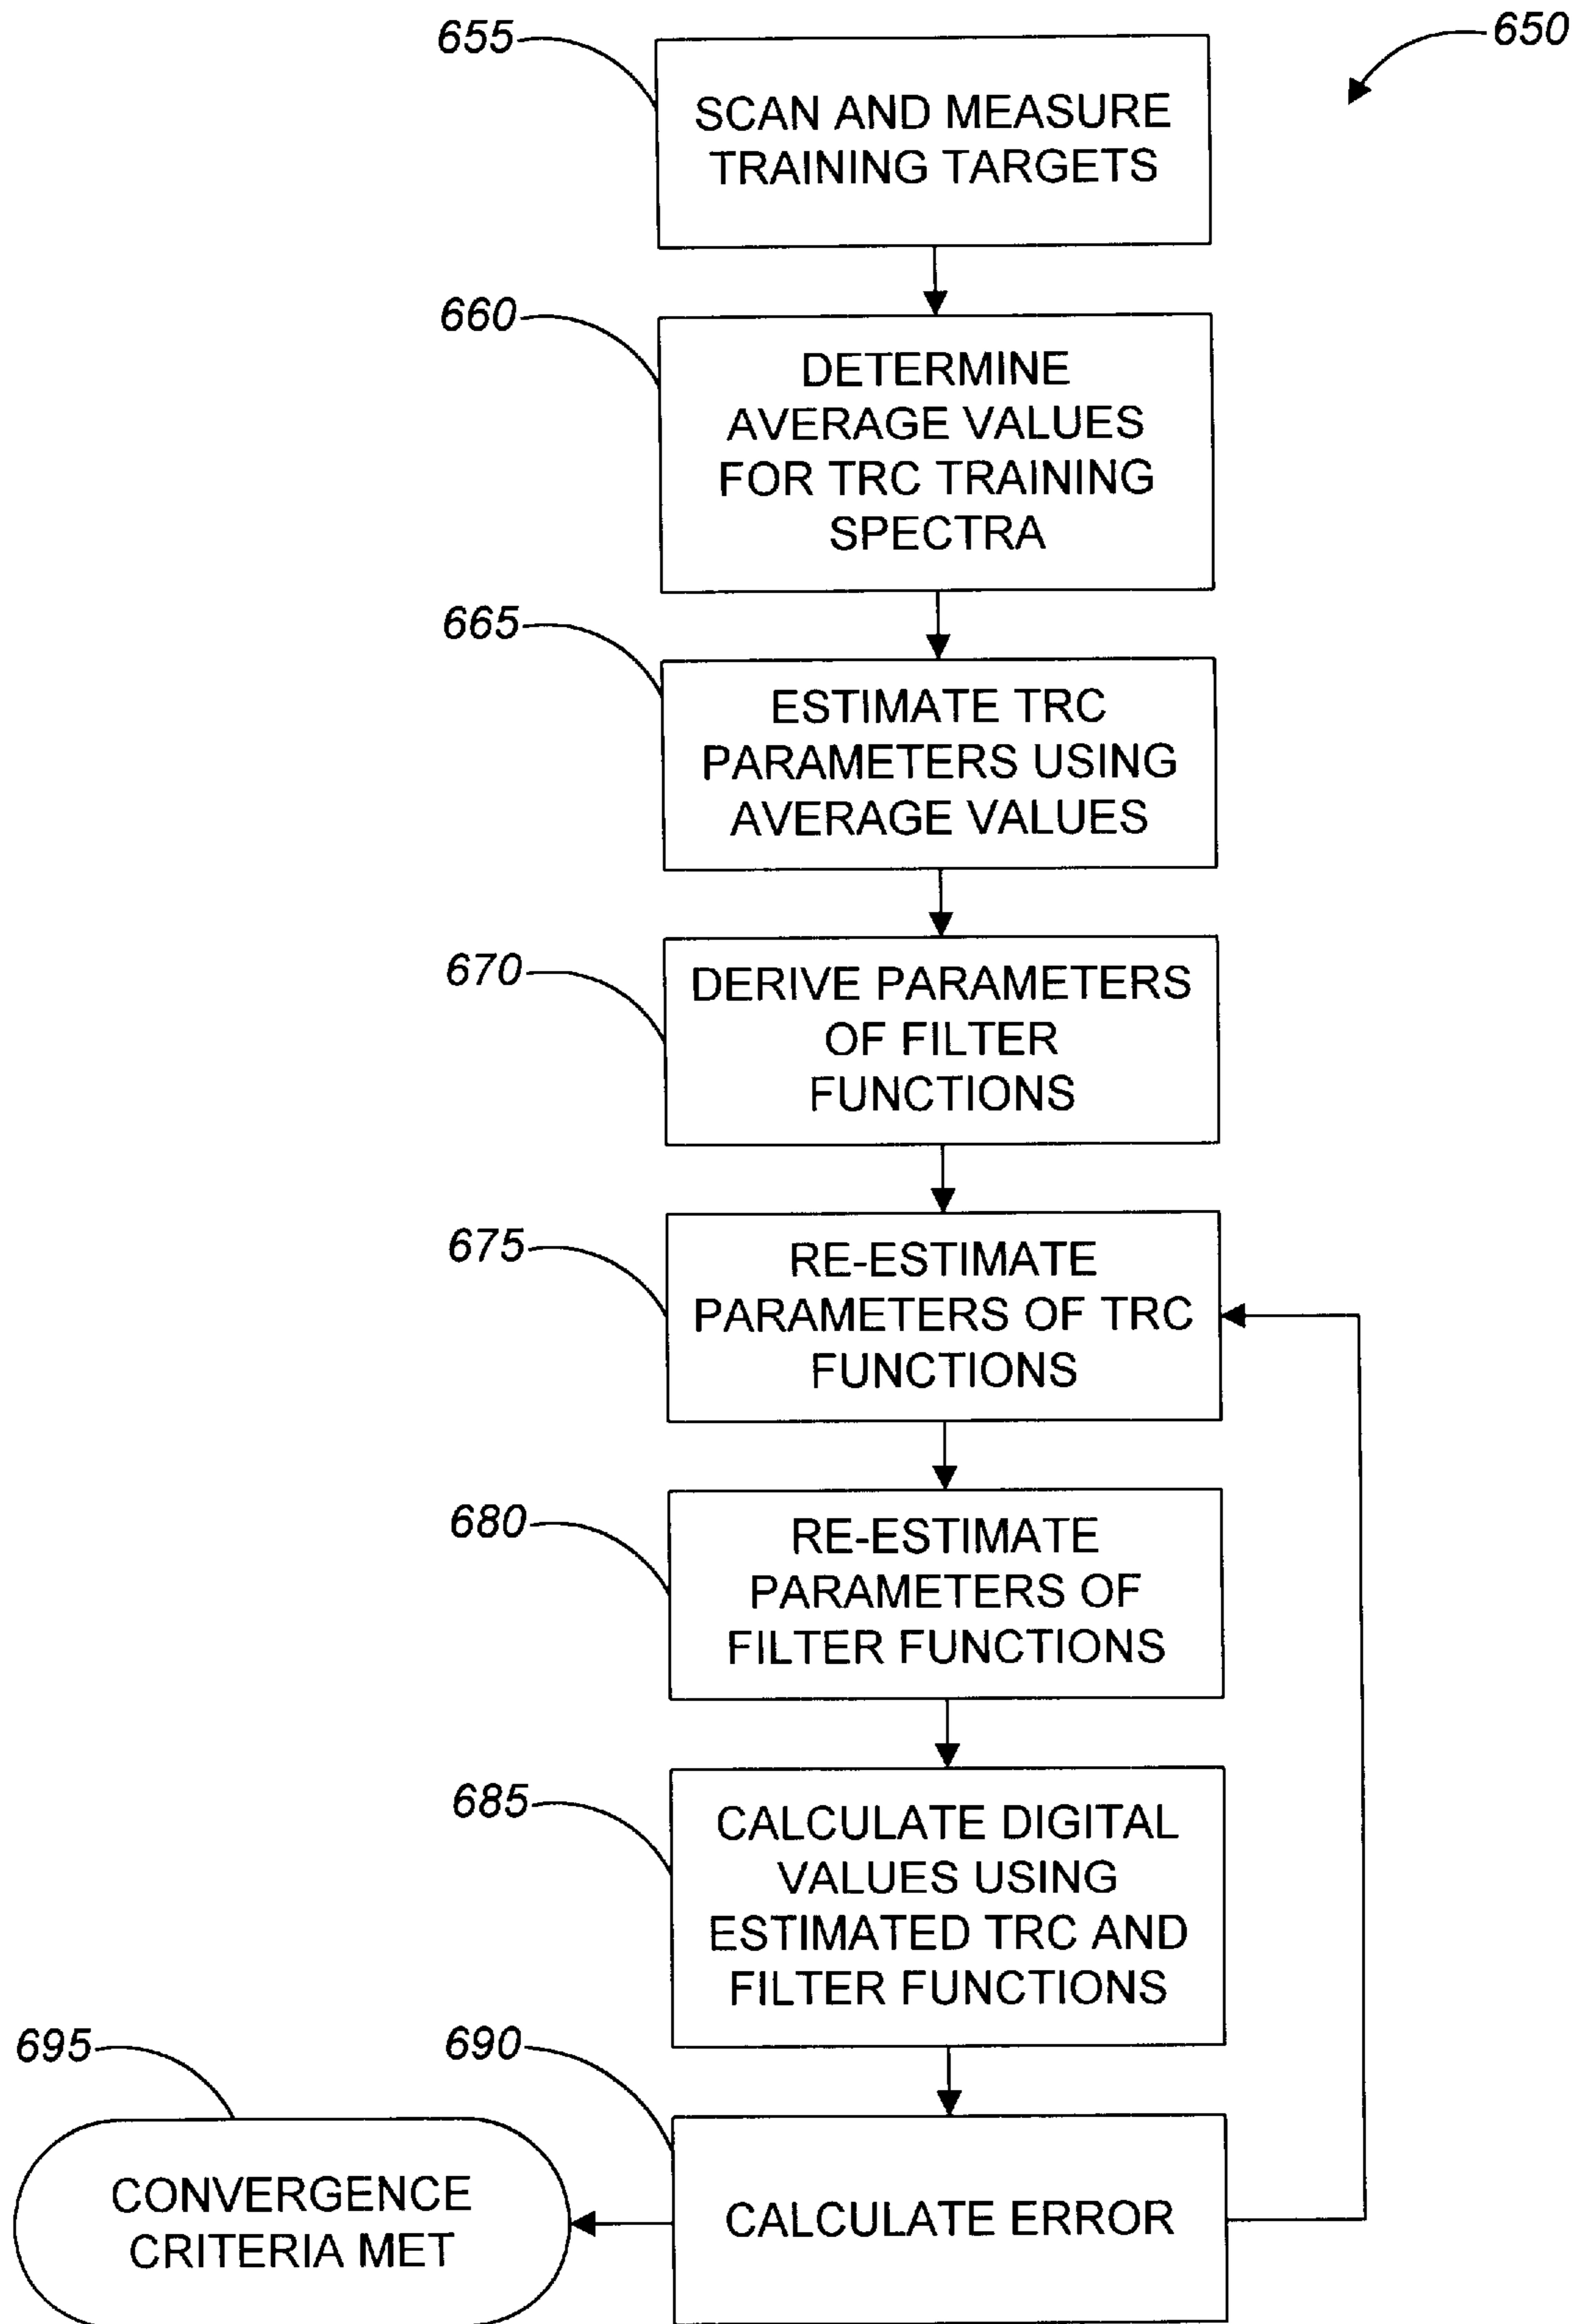 650
655
SCAN AND MEASURE
TRAINING TARGETS
660
DETERMINE
AVERAGE VALUES
FOR TRC TRAINING
SPECTRA
665
ESTIMATE TRC
PARAMETERS USING
AVERAGE VALUES
670
DERIVE PARAMETERS
OF FILTER
FUNCTIONS
675
RE-ESTIMATE
PARAMETERS OF TRC
FUNCTIONS
680
RE-ESTIMATE
PARAMETERS OF
FILTER FUNCTIONS
685
CALCULATE DIGITAL
VALUES USING
ESTIMATED TRC AND
FILTER FUNCTIONS
690
CALCULATE ERROR
695
CONVERGENCE
CRITERIA MET